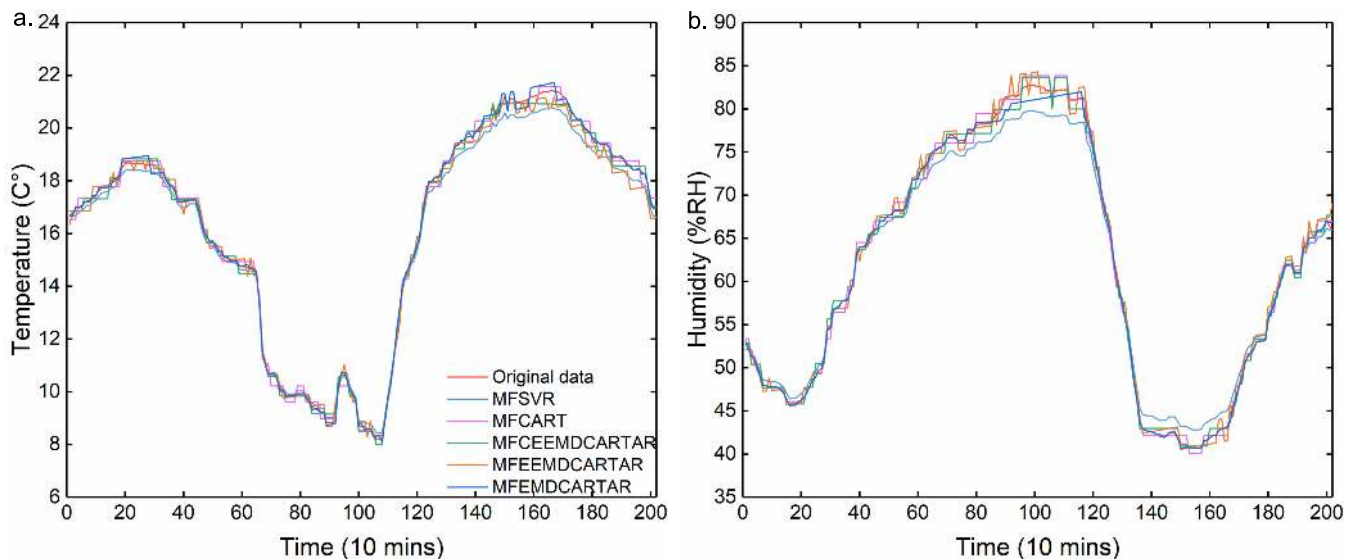 a.
24
22
20
18
16
14
12
10
8
6
Temperature (C°)
Original data
MFSVR
MFCART
MFCEEMDCARTAR
MFEEMDCARTAR
MFEMDCARTAR
0 20 40 60 80 100 120 140 160 180 200
Time (10 mins)
b.
90
85
80
75
70
65
60
55
50
45
40
35
Humidity (%RH)
0 20 40 60 80 100 120 140 160 180 200
Time (10 mins)